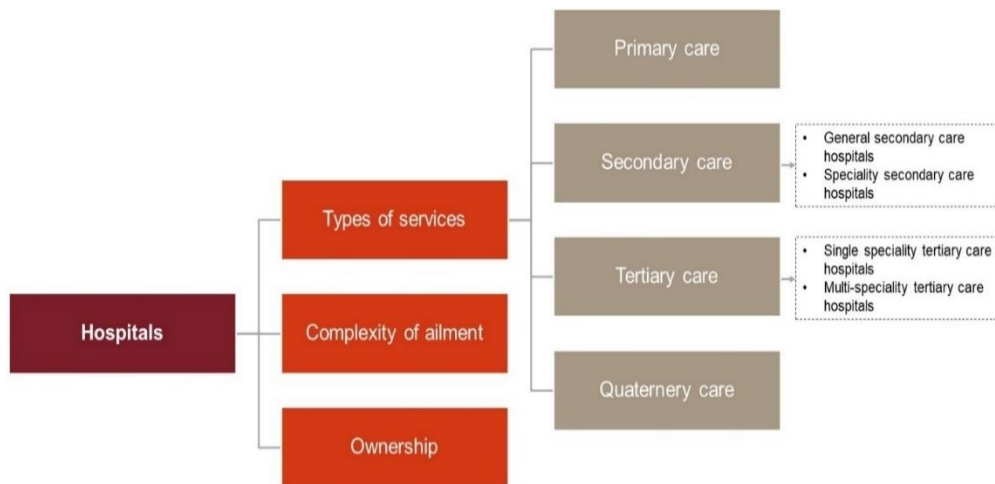 Primary care
Secondary care
• General secondary care
hospitals
• Speciality secondary care
hospitals
Types of services
Tertiary care
• Single speciality tertiary care
hospitals
• Multi-speciality tertiary care
hospitals
Hospitals
Complexity of ailment
Quaternery care
Ownership